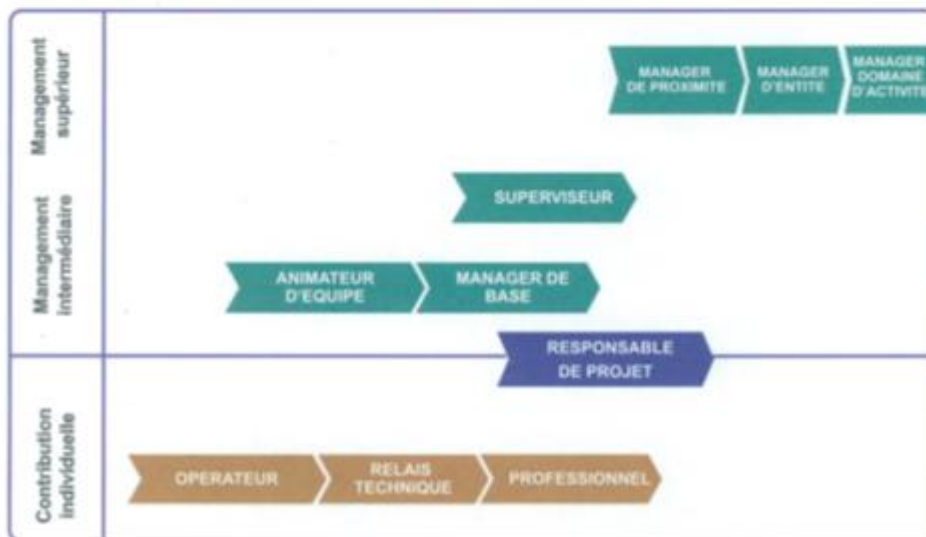 Management
supérieur
MANAGER
DE PROXIMITE
MANAGER
D'ENTITE
MANAGER
DOMAINE
D'ACTIVITE
Management
intermédiaire
SUPERVISEUR
ANIMATEUR
D'EQUIPE
MANAGER DE
BASE
RESPONSABLE
DE PROJET
Contribution
individuelle
OPERATEUR
RELAIS
TECHNIQUE
PROFESSIONNEL